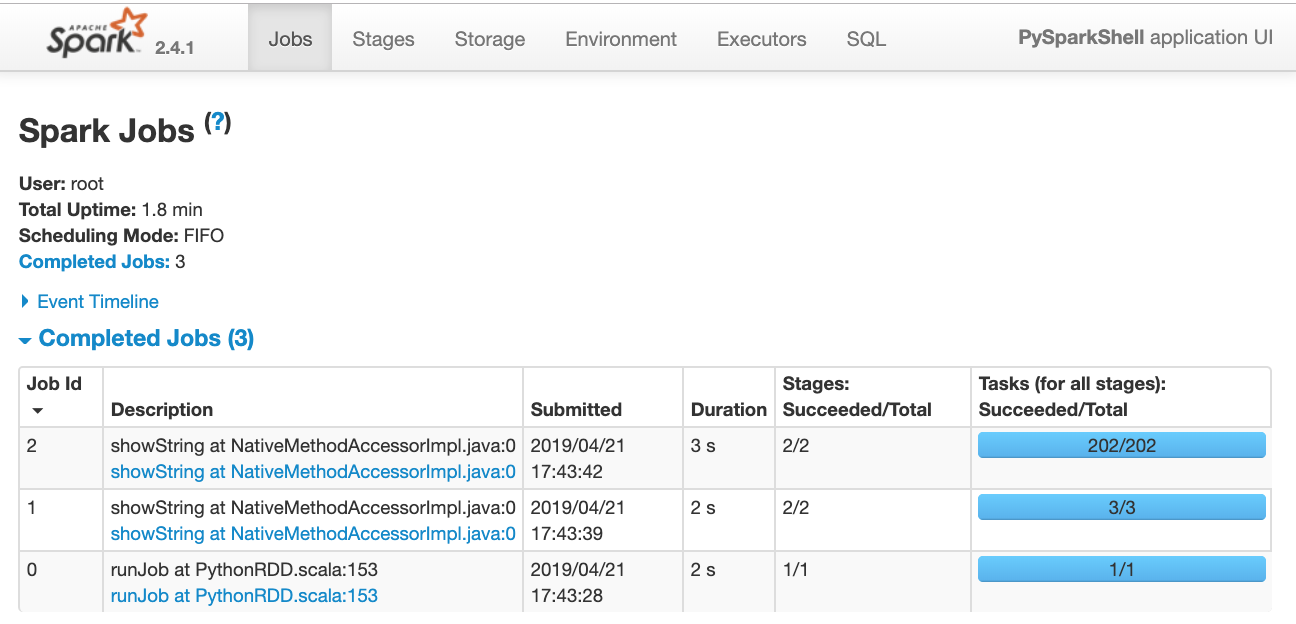 APACHE
Spark 2.4.1 Jobs Stages Storage Environment Executors SQL PySparkShell application UI
Spark Jobs (?)
User: root
Total Uptime: 1.8 min
Scheduling Mode: FIFO
Completed Jobs: 3
Event Timeline
Completed Jobs (3)
Job Id Stages: Tasks (for all stages):
Description Submitted Duration Succeeded/Total Succeeded/Total
2 showString at NativeMethodAccessorImpl.java:0 2019/04/21 3 s 2/2 202/202
showString at NativeMethodAccessorImpl.java:0 17:43:42
1 showString at NativeMethodAccessorImpl.java:0 2019/04/21 2 s 2/2 3/3
showString at NativeMethodAccessorImpl.java:0 17:43:39
0 runJob at PythonRDD.scala:153 2019/04/21 2 s 1/1 1/1
runJob at PythonRDD.scala:153 17:43:28